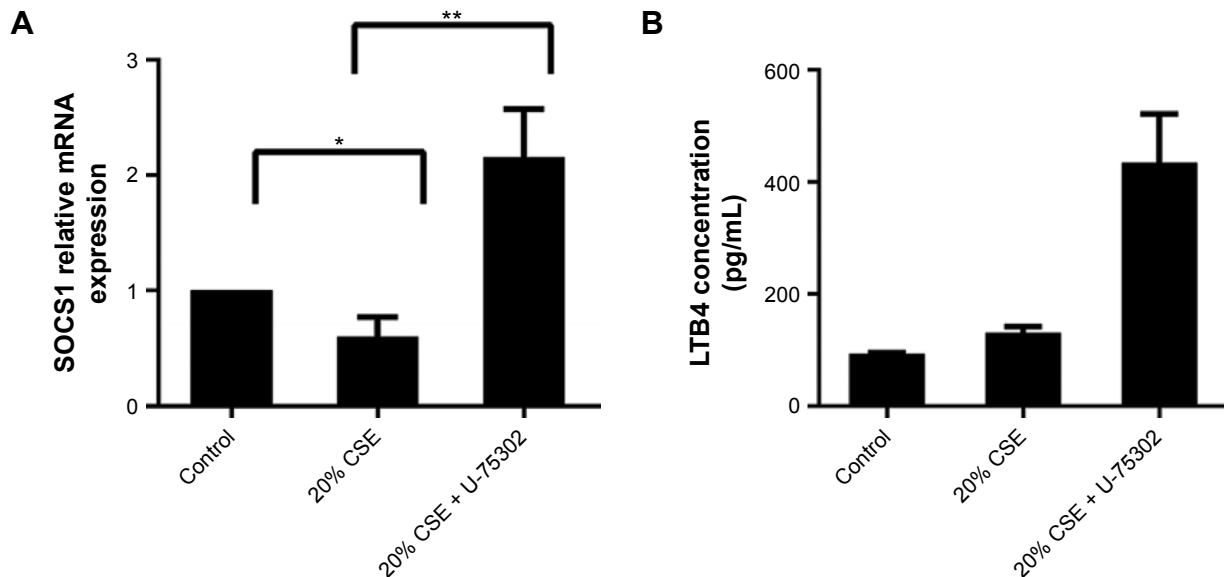 A
SOCS1 relative mRNA
expression
3
2
1
0
*
**
Control
20% CSE
20% CSE + U-75302
B
LTB4 concentration
(pg/mL)
600
400
200
0
Control
20% CSE
20% CSE + U-75302